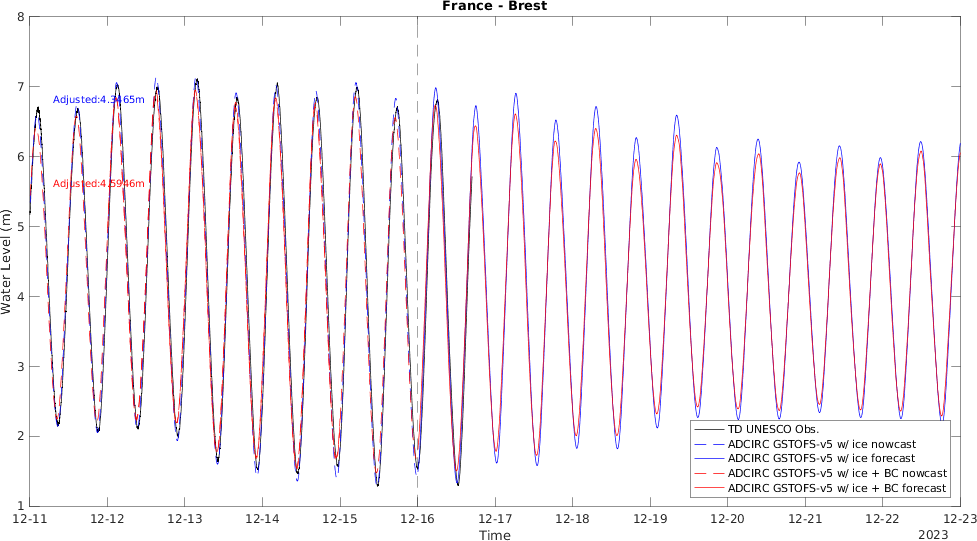 France - Brest
8
7
6
5
4
3
2
1
Water Level (m)
Adjusted:4.3465m
Adjusted:4.5946m
TD UNESCO Obs.
ADCIRC GSTOFS-v5 w/ ice nowcast
ADCIRC GSTOFS-v5 w/ ice forecast
ADCIRC GSTOFS-v5 w/ ice + BC nowcast
ADCIRC GSTOFS-v5 w/ ice + BC forecast
12-11 12-12 12-13 12-14 12-15 12-16 12-17 12-18 12-19 12-20 12-21 12-22 12-23
Time
2023